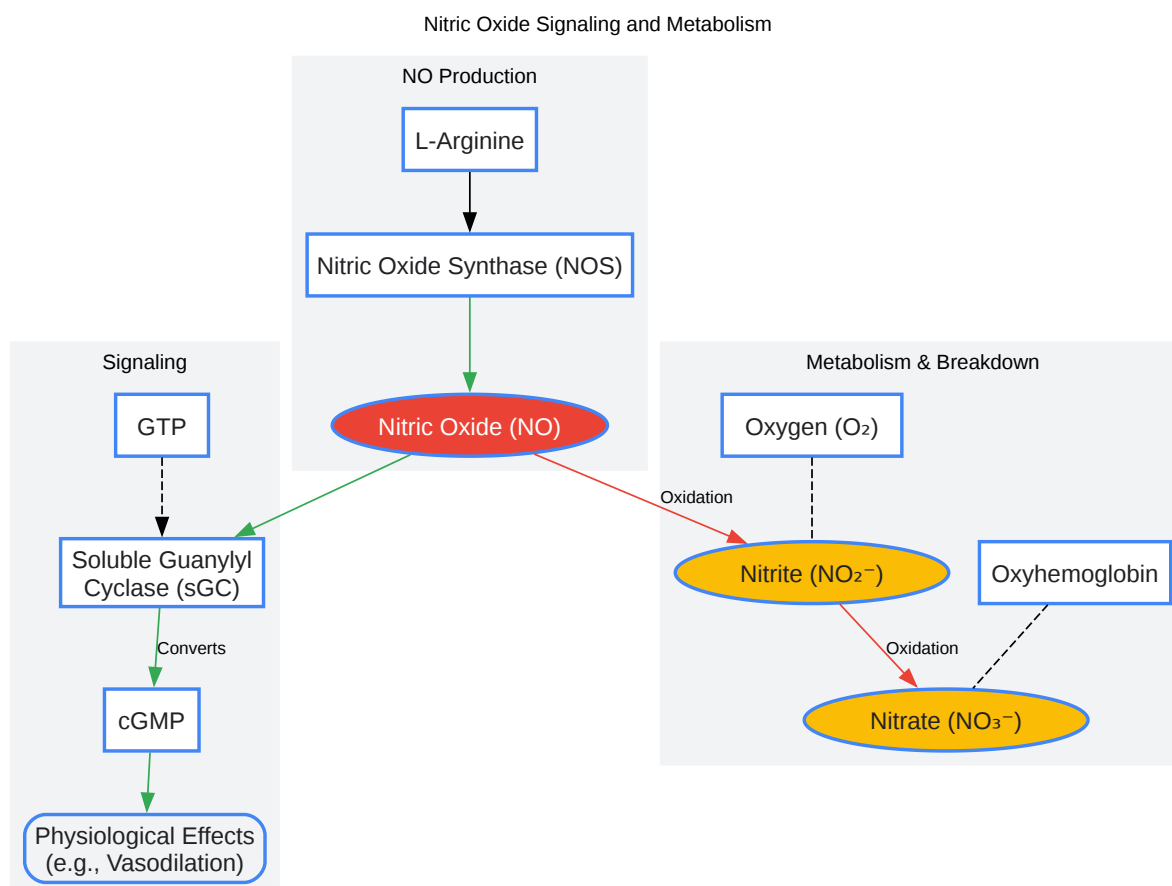 Nitric Oxide Signaling and Metabolism
NO Production
L-Arginine
Nitric Oxide Synthase (NOS)
Nitric Oxide (NO)
Signaling
GTP
Soluble Guanylyl
Cyclase (sGC)
Converts
cGMP
Physiological Effects
(e.g., Vasodilation)
Metabolism & Breakdown
Oxygen (O₂)
Oxidation
Nitrite (NO₂⁻)
Oxyhemoglobin
Oxidation
Nitrate (NO₃⁻)